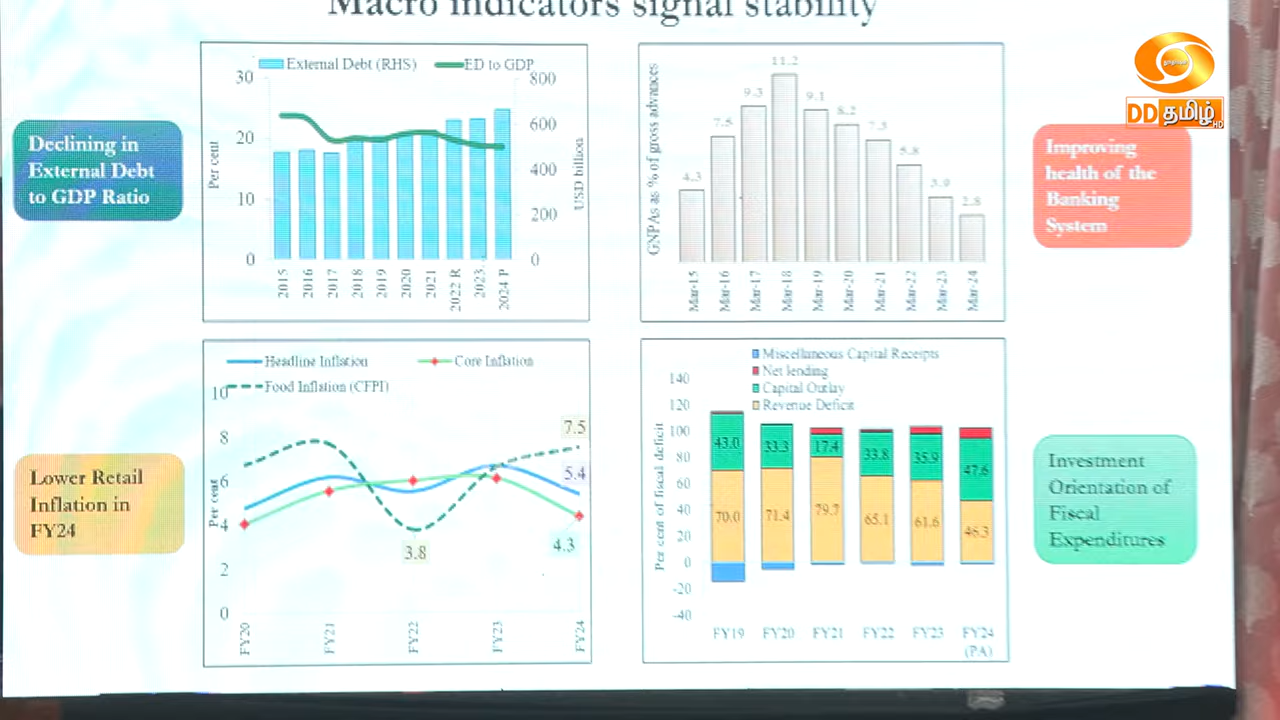 Macro indicators signal stability
DD தமிழ் HD
Declining in
External Debt
to GDP Ratio
External Debt (RHS)
ED to GDP
Per cent
30
20
10
0
800
600
400
200
0
USD billion
2015
2016
2017
2018
2019
2020
2021
2022 R
2023
2024 P
GNPAs as % of gross advances
4.3
7.5
9.3
11.2
9.1
8.2
7.3
5.8
3.9
2.8
Mar-15
Mar-16
Mar-17
Mar-18
Mar-19
Mar-20
Mar-21
Mar-22
Mar-23
Mar-24
Improving
health of the
Banking
System
Lower Retail
Inflation in
FY24
Headline Inflation
Core Inflation
Food Inflation (CFPI)
Per cent
10
8
6
4
2
0
7.5
5.4
3.8
4.3
FY20
FY21
FY22
FY23
FY24
Miscellaneous Capital Receipts
Net lending
Capital Outlay
Revenue Deficit
Per cent of fiscal deficit
140
120
100
80
60
40
20
0
-20
-40
43.0
33.3
17.4
33.8
35.9
47.6
70.0
71.4
79.7
65.1
61.6
46.3
FY19
FY20
FY21
FY22
FY23
FY24
(PA)
Investment
Orientation of
Fiscal
Expenditures